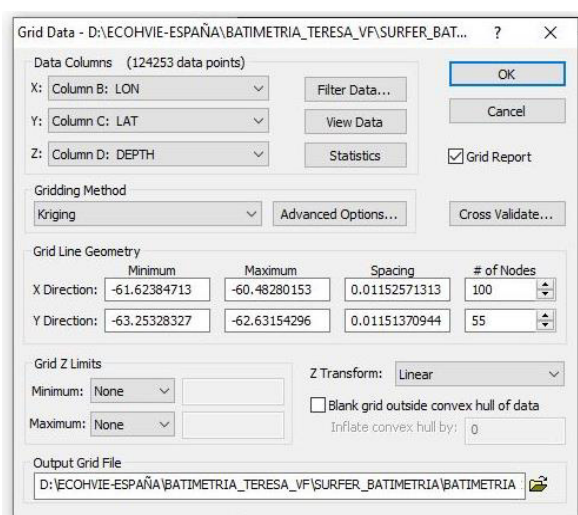 Grid Data - D:\ECOHVIE-ESPAÑA\BATIMETRIA_TERESA_VF\SURFER_BAT... ? X
Data Columns (124253 data points)
X: Column B: LON
Filter Data...
OK
Y: Column C: LAT
View Data
Cancel
Z: Column D: DEPTH
Statistics
Grid Report
Gridding Method
Kriging
Advanced Options...
Cross Validate...
Grid Line Geometry
Minimum Maximum Spacing # of Nodes
X Direction: -61.62384713 -60.48280153 0.01152571313 100
Y Direction: -63.25328327 -62.63154296 0.01151370944 55
Grid Z Limits
Minimum: None
Maximum: None
Z Transform: Linear
Blank grid outside convex hull of data
Inflate convex hull by: 0
Output Grid File
D:\ECOHVIE-ESPAÑA\BATIMETRIA_TERESA_VF\SURFER_BATIMETRIA\BATIMETRIA